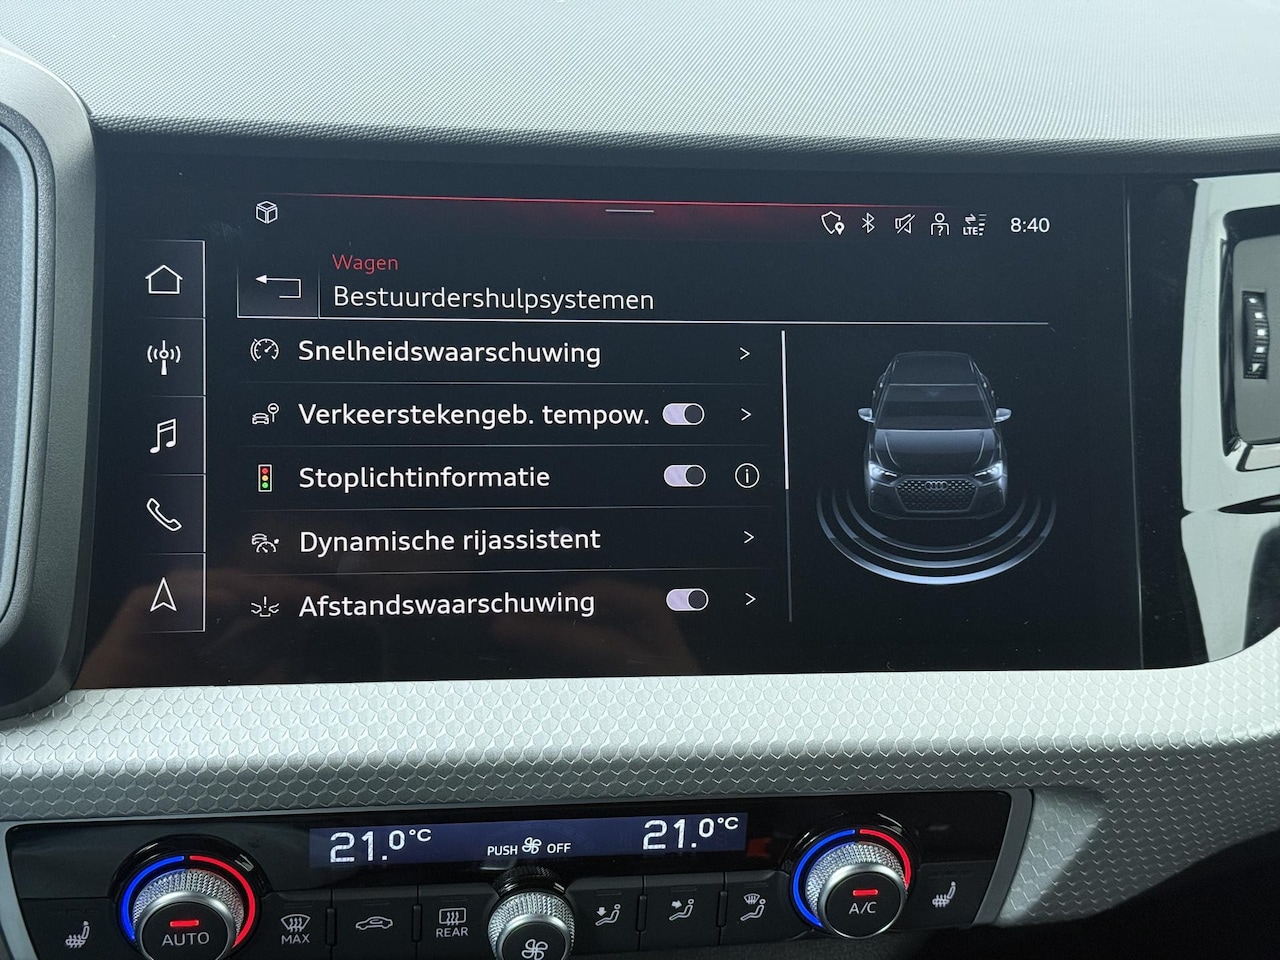 LTE
8:40
Wagen
Bestuurdershulpsystemen
Snelheidswaarschuwing
Verkeerstekengeb. tempow.
Stoplichtinformatie
Dynamische rijassistent
Afstandswaarschuwing
21.0°C
PUSH OFF
21.0°C
AUTO
MAX
REAR
A/C